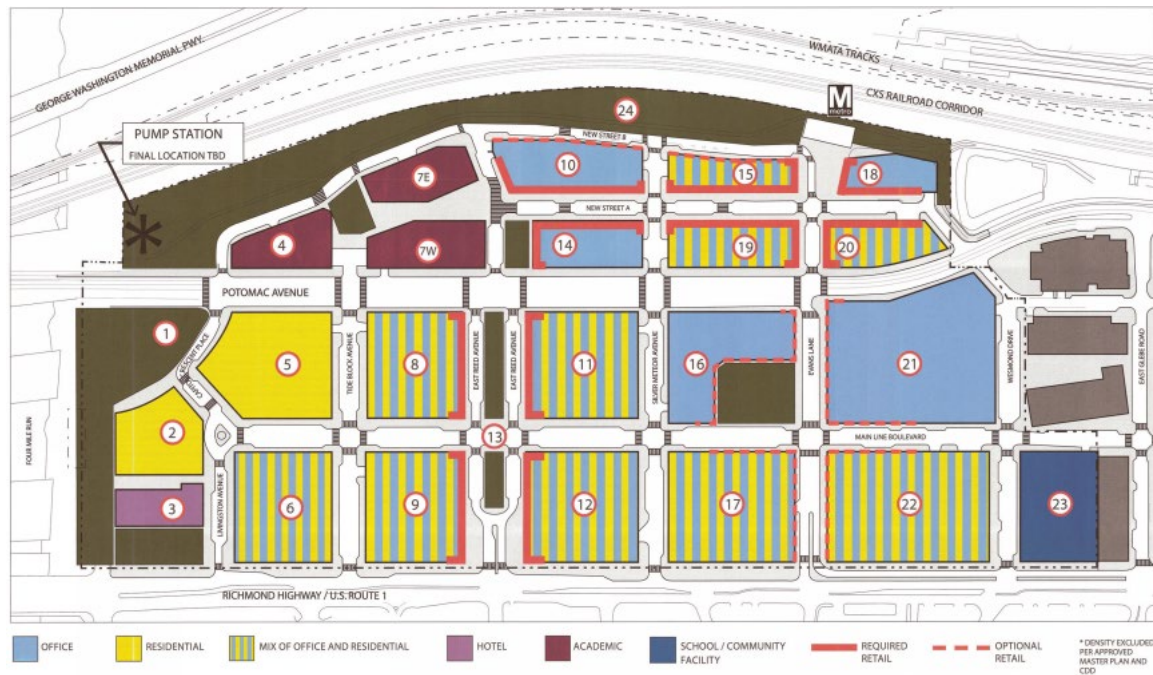 GEORGE WASHINGTON MEMORIAL PWY.
WMATA TRACKS
CXS RAILROAD CORRIDOR
M
metro
PUMP STATION
FINAL LOCATION TBD
24
NEW STREET B
7E
10
15
18
NEW STREET A
4
7W
14
19
20
POTOMAC AVENUE
1
CRESCENT PLACE
5
TIDE BLOCK AVENUE
8
EAST REED AVENUE
EAST REED AVENUE
11
SILVER METEOR AVENUE
16
EVANS LANE
21
WESMOND DRIVE
EAST GLEBE ROAD
FOUR MILE RUN
2
13
MAIN LINE BOULEVARD
3
LIVINGSTON AVENUE
6
9
12
17
22
23
RICHMOND HIGHWAY / U.S. ROUTE 1
OFFICE
RESIDENTIAL
MIX OF OFFICE AND RESIDENTIAL
HOTEL
ACADEMIC
SCHOOL / COMMUNITY
FACILITY
REQUIRED
RETAIL
OPTIONAL
RETAIL
* DENSITY EXCLUDED
PER APPROVED
MASTER PLAN AND
CDD